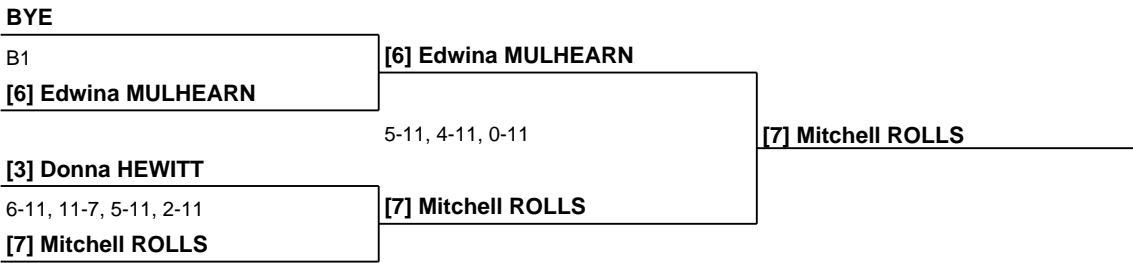 BYE
B1
[6] Edwina MULHEARN
[6] Edwina MULHEARN
5-11, 4-11, 0-11
[7] Mitchell ROLLS
[3] Donna HEWITT
6-11, 11-7, 5-11, 2-11
[7] Mitchell ROLLS
[7] Mitchell ROLLS